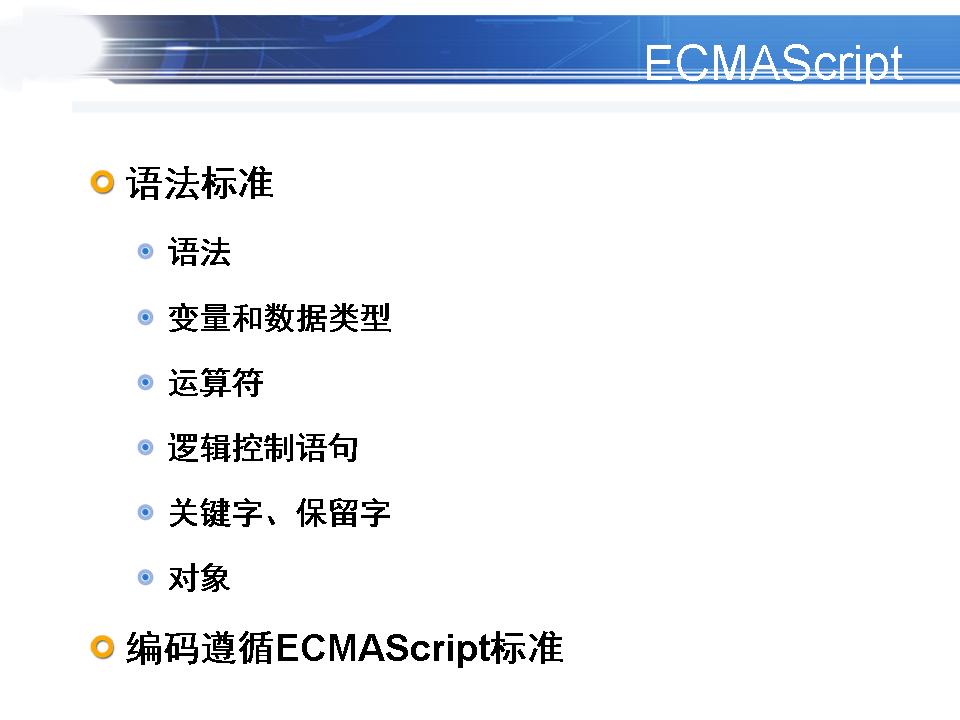 ECMAScript
语法标准
语法
变量和数据类型
运算符
逻辑控制语句
关键字、保留字
对象
编码遵循ECMAScript标准